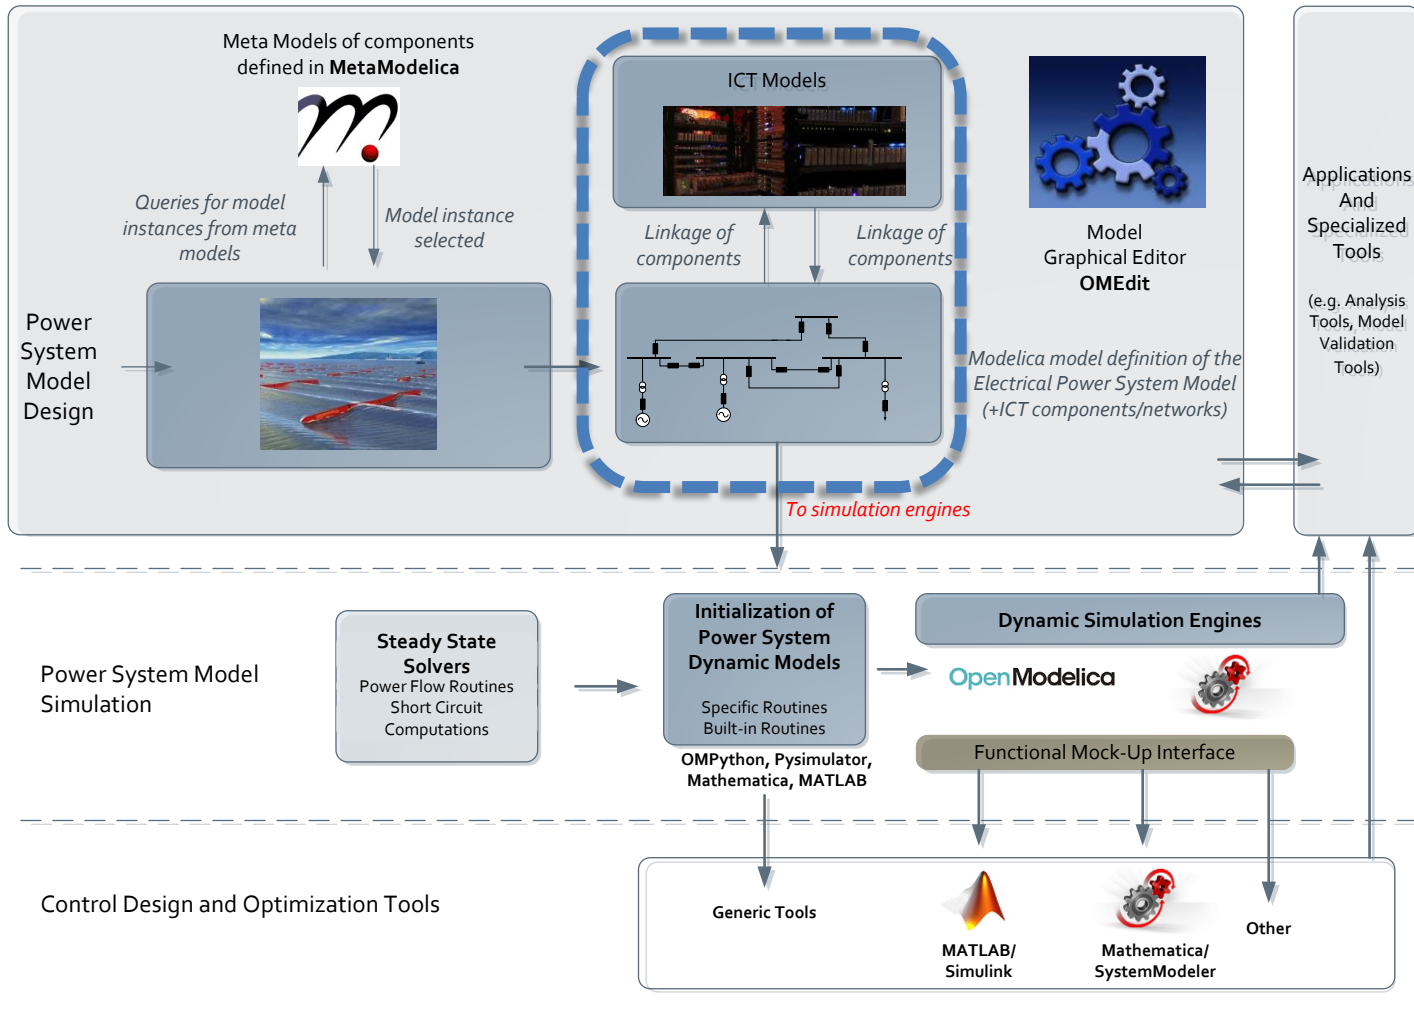 Meta Models of components
defined in MetaModelica
Queries for model
instances from meta
models
Model instance
selected
Power
System
Model
Design
ICT Models
Linkage of
components
Linkage of
components
Model
Graphical Editor
OMEdit
Modelica model definition of the
Electrical Power System Model
(+ICT components/networks)
To simulation engines
Applications
And
Specialized
Tools
(e.g. Analysis
Tools, Model
Validation
Tools)
Power System Model
Simulation
Steady State
Solvers
Power Flow Routines
Short Circuit
Computations
Initialization of
Power System
Dynamic Models
Specific Routines
Built-in Routines
OMPython, Pysimulator,
Mathematica, MATLAB
Dynamic Simulation Engines
OpenModelica
Functional Mock-Up Interface
Control Design and Optimization Tools
Generic Tools
MATLAB/
Simulink
Mathematica/
SystemModeler
Other